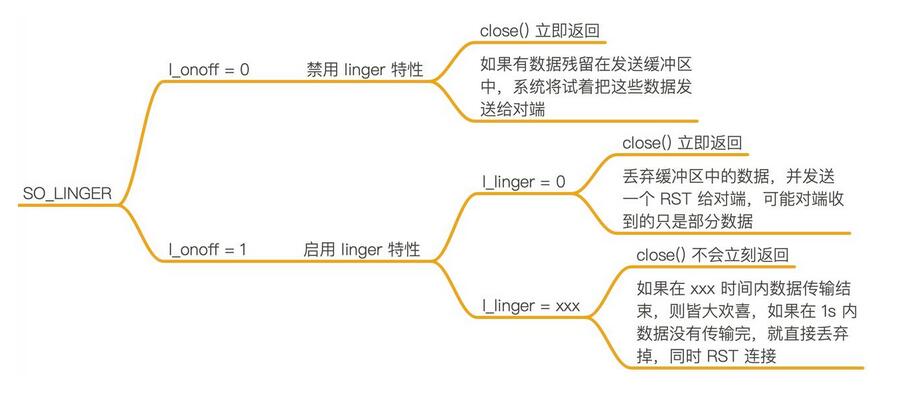 SO_LINGER
l_onoff = 0
禁用 linger 特性
close() 立即返回
如果有数据残留在发送缓冲区
中，系统将试着把这些数据发
送给对端
l_onoff = 1
启用 linger 特性
l_linger = 0
close() 立即返回
丢弃缓冲区中的数据，并发送
一个 RST 给对端，可能对端收
到的只是部分数据
l_linger = xxx
close() 不会立刻返回
如果在 xxx 时间内数据传输结
束，则皆大欢喜，如果在 1s 内
数据没有传输完，就直接丢弃
掉，同时 RST 连接